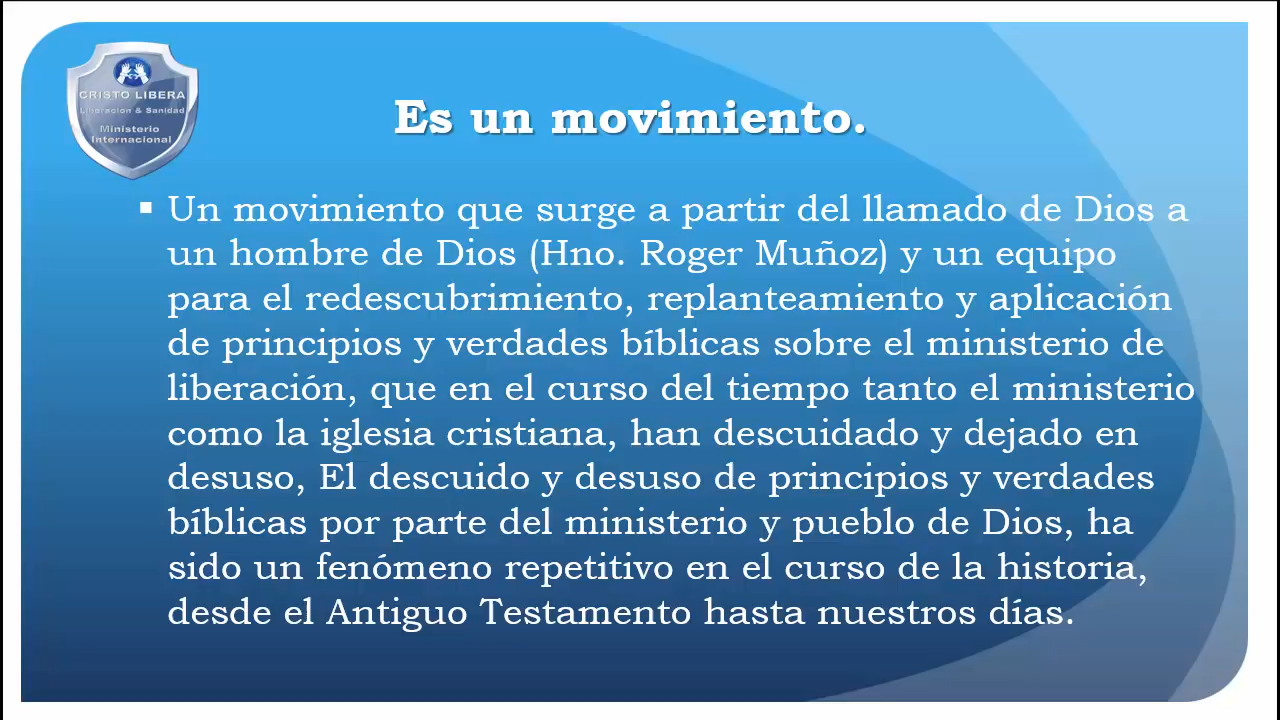 CRISTO LIBERA
Liberación & Sanidad
Ministerio
Internacional
Es un movimiento.
Un movimiento que surge a partir del llamado de Dios a
un hombre de Dios (Hno. Roger Muñoz) y un equipo
para el redescubrimiento, replanteamiento y aplicación
de principios y verdades bíblicas sobre el ministerio de
liberación, que en el curso del tiempo tanto el ministerio
como la iglesia cristiana, han descuidado y dejado en
desuso, El descuido y desuso de principios y verdades
bíblicas por parte del ministerio y pueblo de Dios, ha
sido un fenómeno repetitivo en el curso de la historia,
desde el Antiguo Testamento hasta nuestros días.